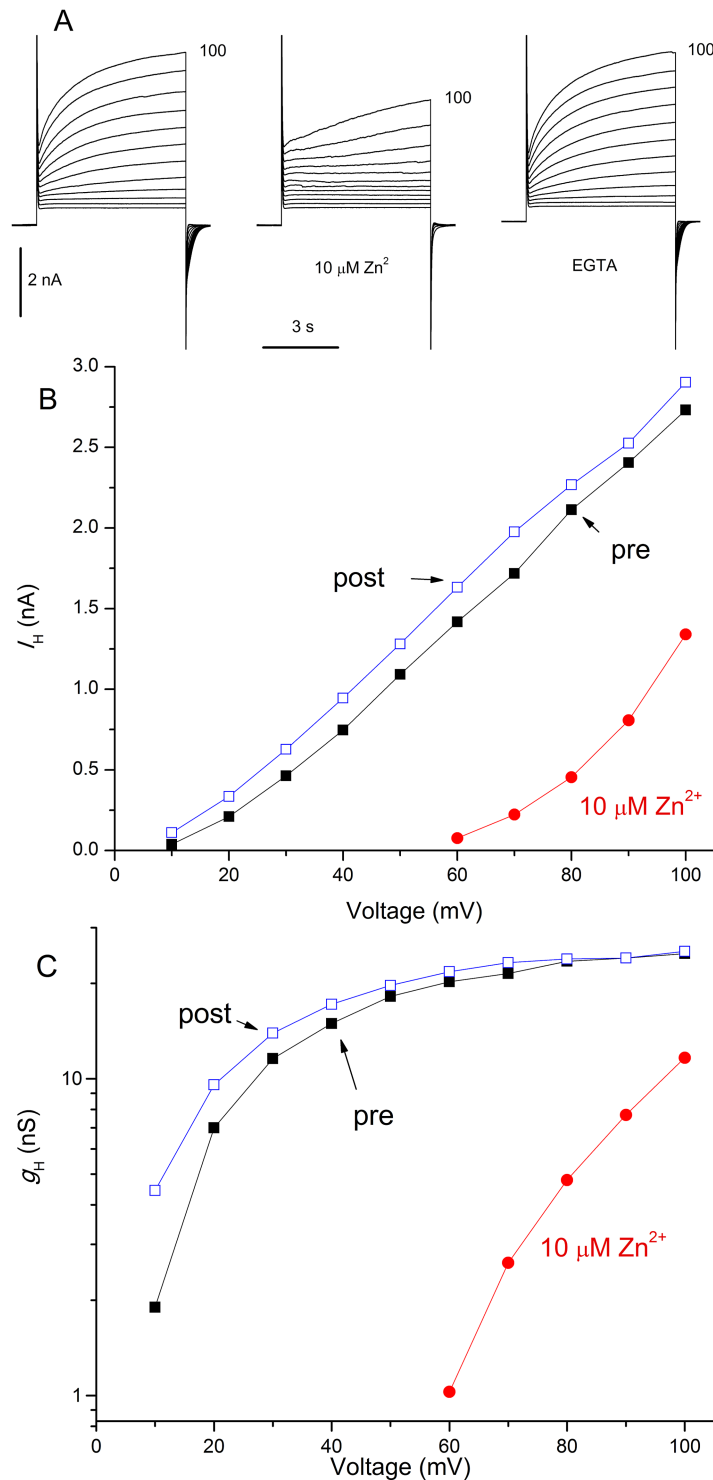 A
100
100
100
2 nA
10 μM Zn²
EGTA
3 s
B
3.0
2.5
2.0
1.5
1.0
0.5
0.0
I_H (nA)
post
pre
10 μM Zn²⁺
0 20 40 60 80 100
Voltage (mV)
C
10
1
g_H (nS)
post
pre
10 μM Zn²⁺
0 20 40 60 80 100
Voltage (mV)